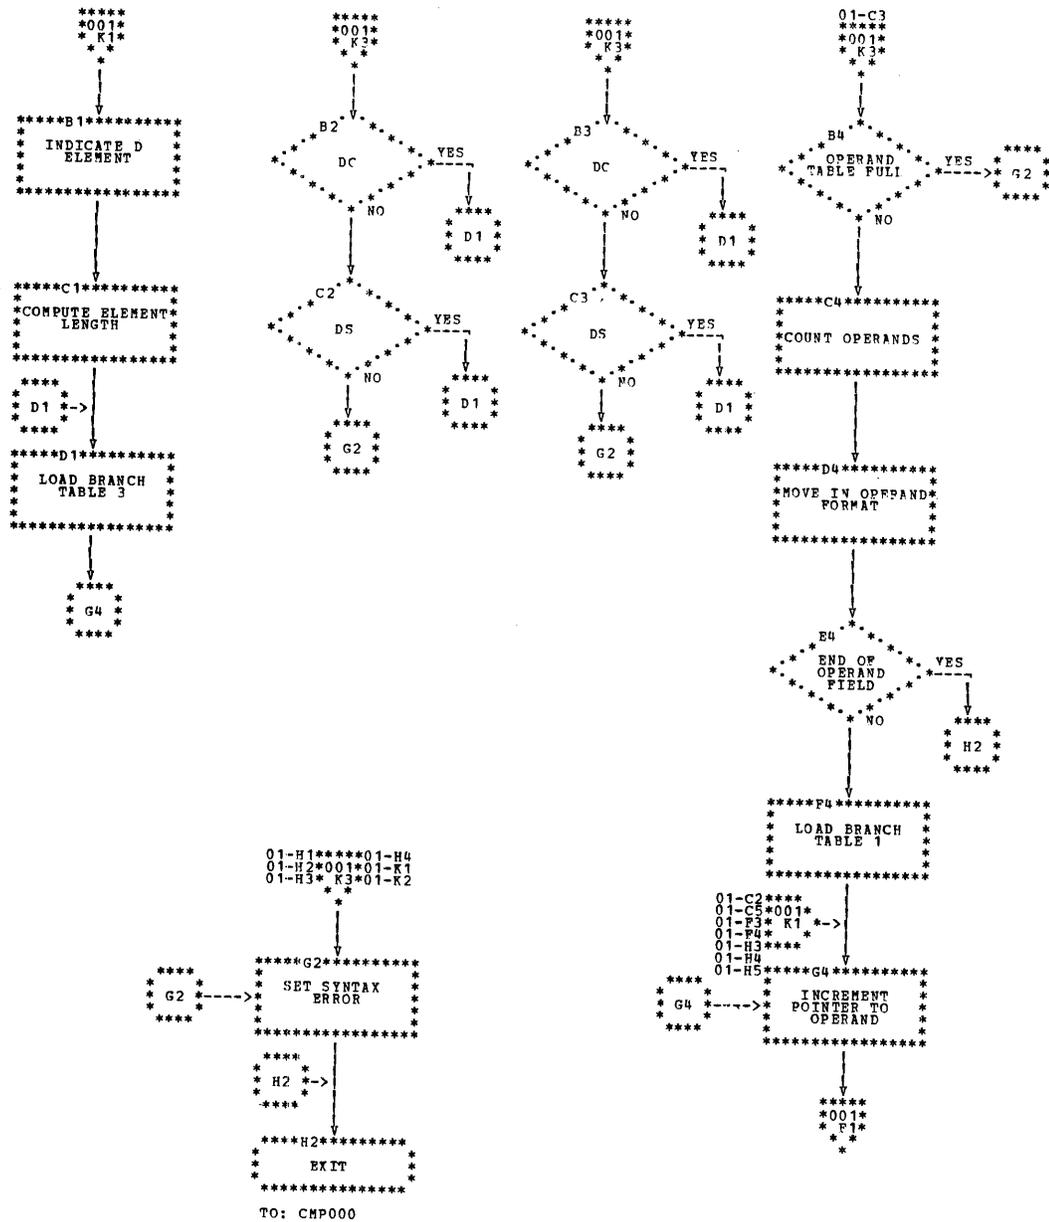 *001*
K1
*****B1**********
INDICATE D
ELEMENT
*****C1**********
COMPUTE ELEMENT
LENGTH
D1
*****D1**********
LOAD BRANCH
TABLE 3
G4
*001*
K3
B2
DC
YES
NO
D1
C2
DS
YES
NO
D1
G2
*001*
K3
B3
DC
YES
NO
D1
C3
DS
YES
NO
D1
G2
01-C3
*001*
K3
B4
OPERAND
TABLE FULL
YES
NO
G2
*****C4**********
COUNT OPERANDS
*****D4**********
MOVE IN OPERAND
FORMAT
E4
END OF
OPERAND
FIELD
YES
NO
H2
*****F4**********
LOAD BRANCH
TABLE 1
01-C2****
01-C5*001*
01-F3* K1 *
01-F4* *
01-H3****
01-H4
01-H5
G4
*****G4**********
INCREMENT
POINTER TO
OPERAND
*001*
F1
01-H1*****01-H4
01-H2*001*01-K1
01-H3* K3*01-K2
G2
*****G2**********
SET SYNTAX
ERROR
H2
****H2*********
EXIT
TO: CMP000